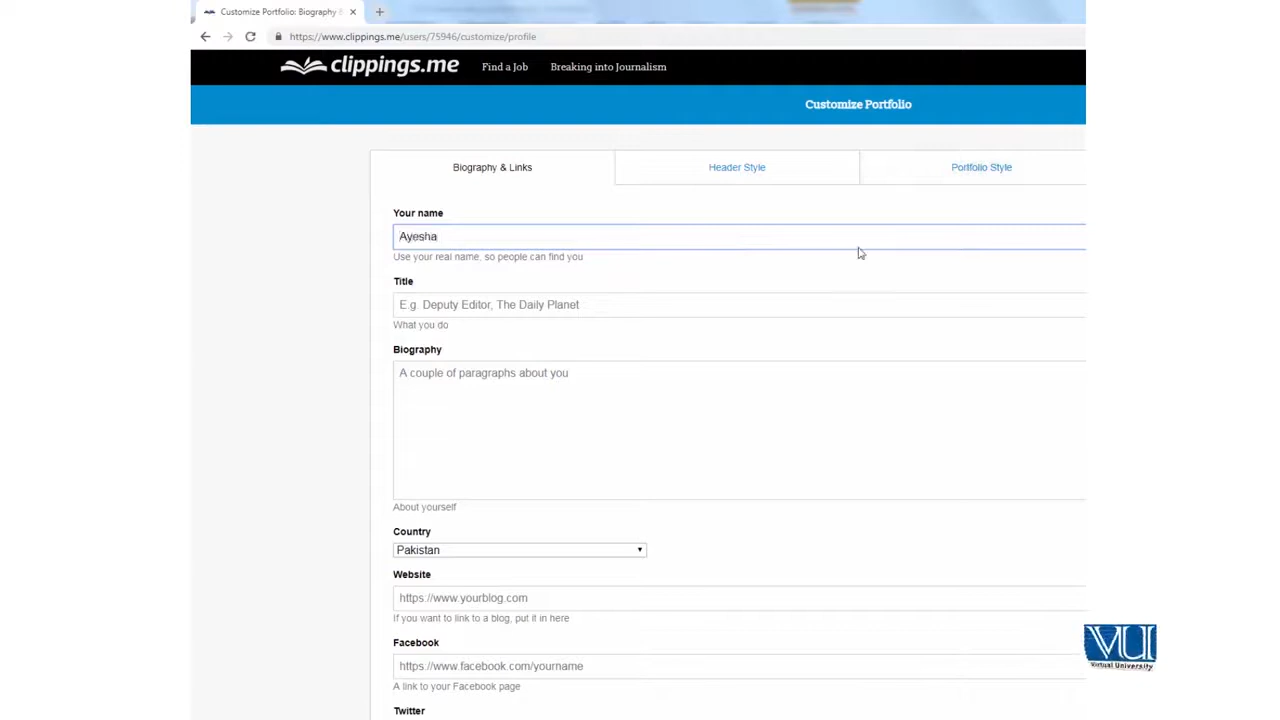 Customize Portfolio: Biography &
https://www.clippings.me/users/75946/customize/profile
clippings.me
Find a Job
Breaking into Journalism
Customize Portfolio
Biography & Links
Header Style
Portfolio Style
Your name
Ayesha
Use your real name, so people can find you
Title
E.g. Deputy Editor, The Daily Planet
What you do
Biography
A couple of paragraphs about you
About yourself
Country
Pakistan
Website
https://www.yourblog.com
If you want to link to a blog, put it in here
Facebook
https://www.facebook.com/yourname
A link to your Facebook page
Twitter
VU
Virtual University